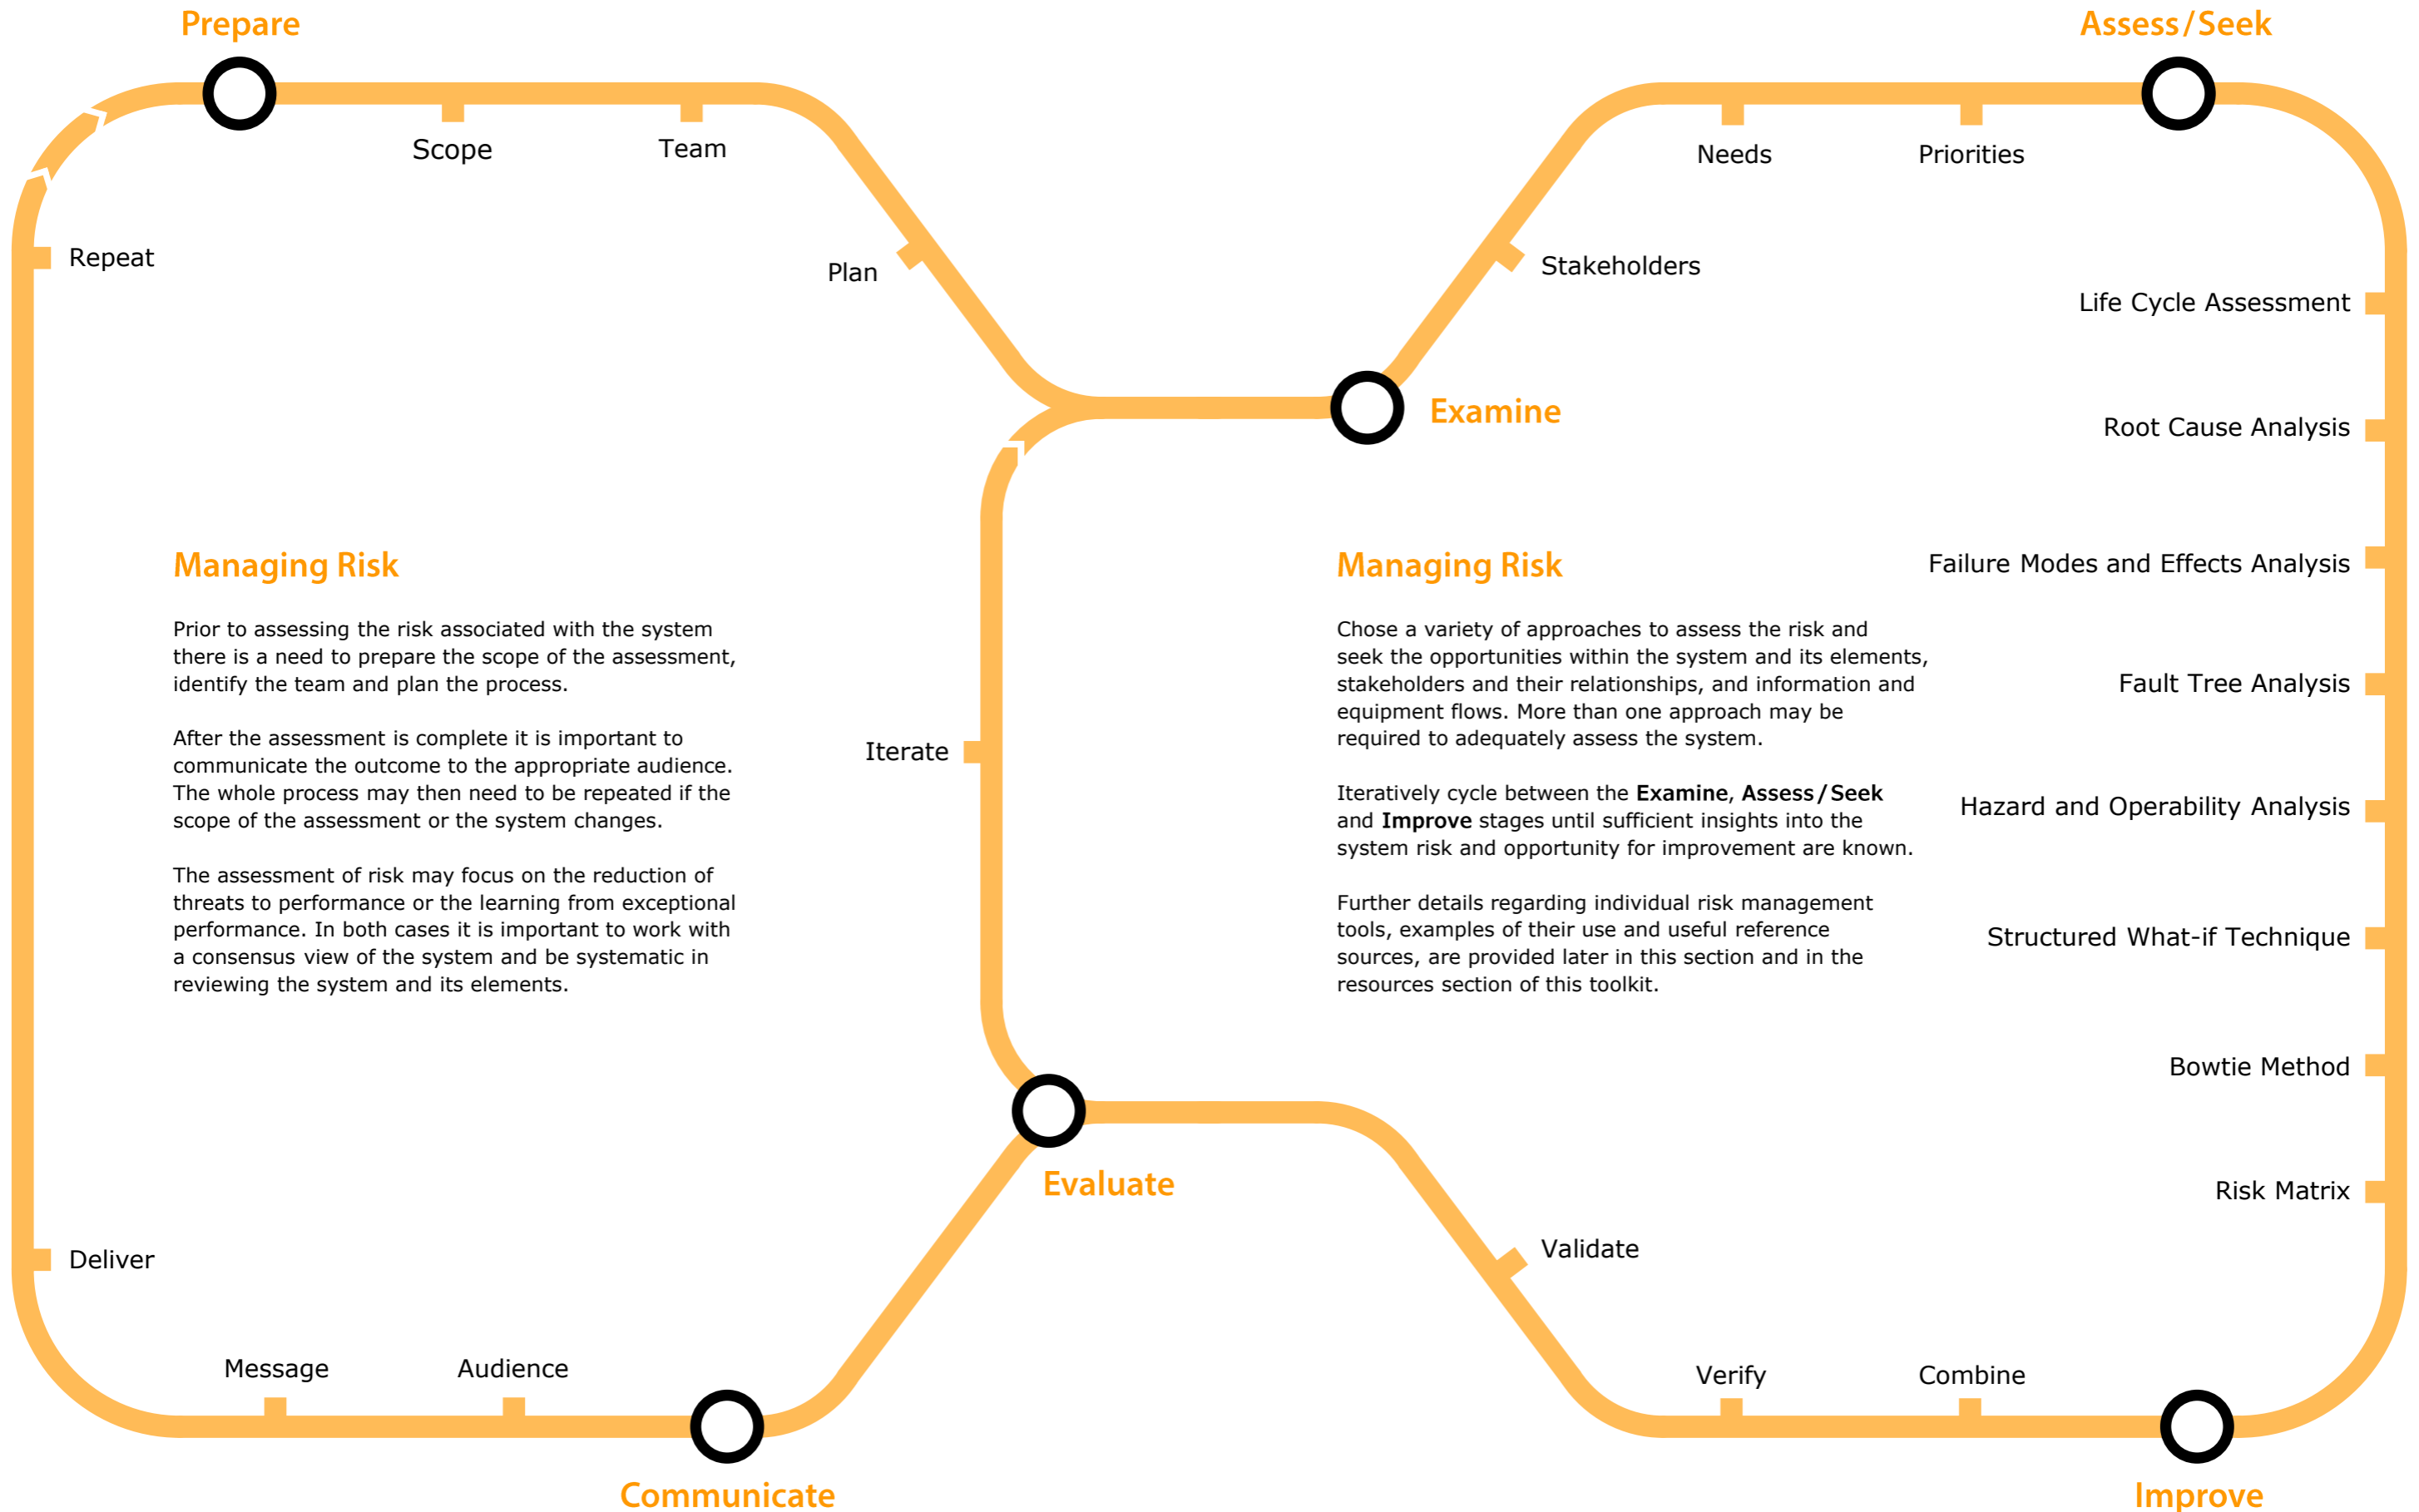 Prepare
Assess/Seek
Scope
Team
Needs
Priorities
Repeat
Plan
Stakeholders
Life Cycle Assessment
Examine
Root Cause Analysis
Managing Risk
Prior to assessing the risk associated with the system
there is a need to prepare the scope of the assessment,
identify the team and plan the process.
After the assessment is complete it is important to
communicate the outcome to the appropriate audience.
The whole process may then need to be repeated if the
scope of the assessment or the system changes.
The assessment of risk may focus on the reduction of
threats to performance or the learning from exceptional
performance. In both cases it is important to work with
a consensus view of the system and be systematic in
reviewing the system and its elements.
Iterate
Managing Risk
Chose a variety of approaches to assess the risk and
seek the opportunities within the system and its elements,
stakeholders and their relationships, and information and
equipment flows. More than one approach may be
required to adequately assess the system.
Iteratively cycle between the Examine, Assess/Seek
and Improve stages until sufficient insights into the
system risk and opportunity for improvement are known.
Further details regarding individual risk management
tools, examples of their use and useful reference
sources, are provided later in this section and in the
resources section of this toolkit.
Failure Modes and Effects Analysis
Fault Tree Analysis
Hazard and Operability Analysis
Structured What-if Technique
Bowtie Method
Risk Matrix
Evaluate
Validate
Deliver
Message
Audience
Verify
Combine
Communicate
Improve